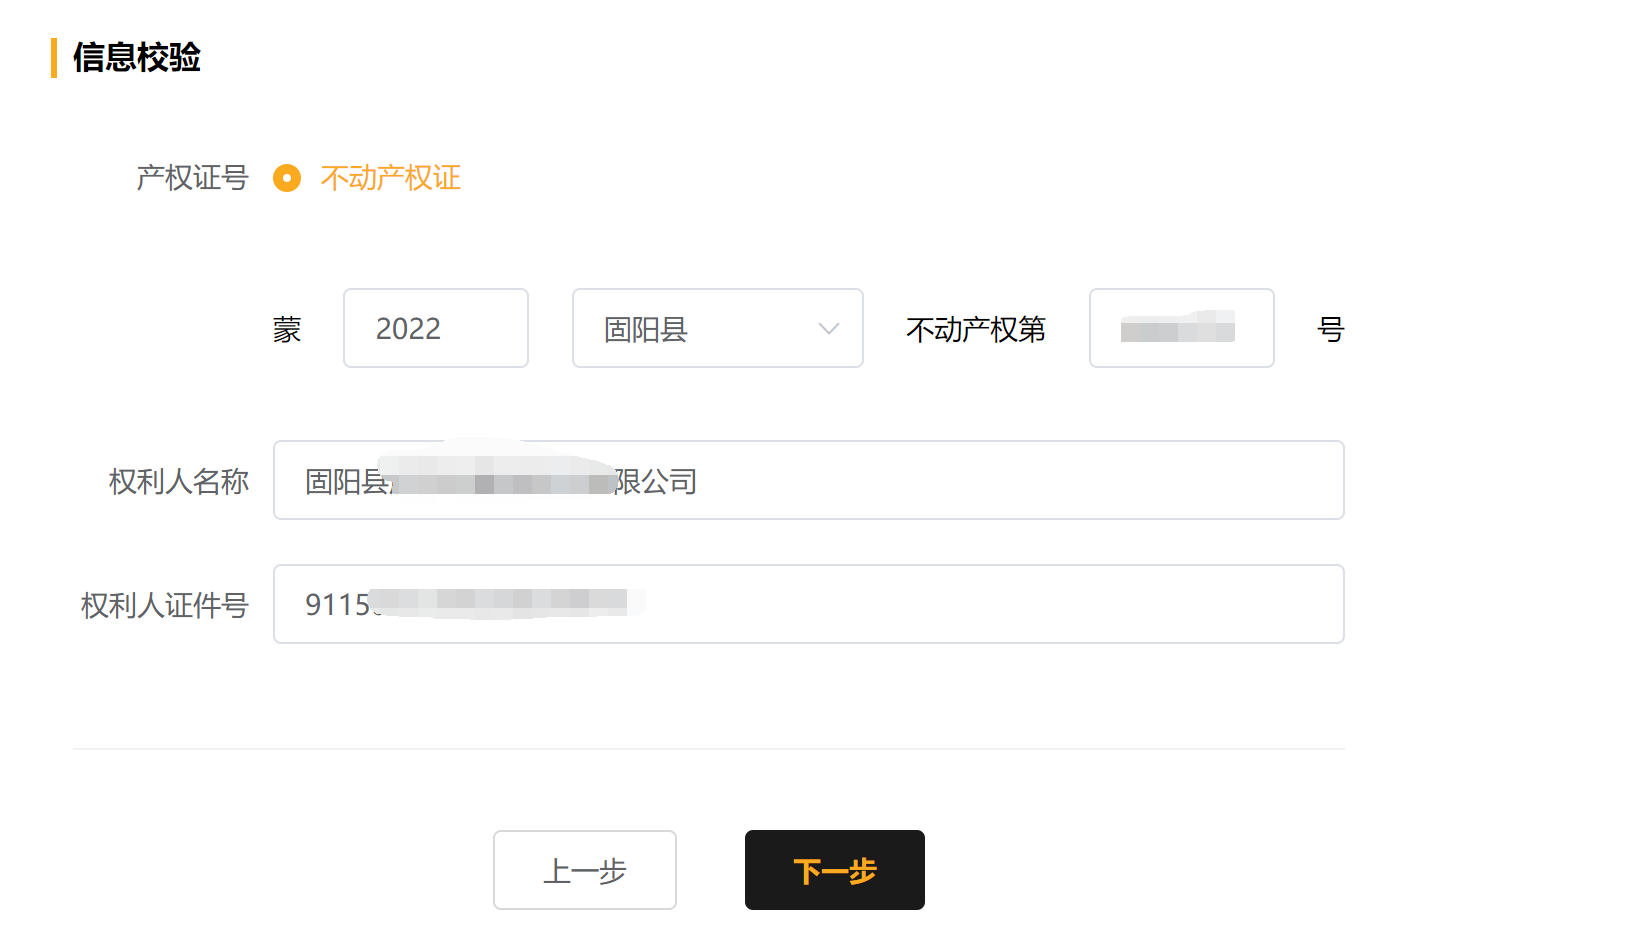 信息校验
产权证号 不动产权证
蒙 2022 固阳县 不动产权第 号
权利人名称 固阳县 限公司
权利人证件号 9115
上一步 下一步